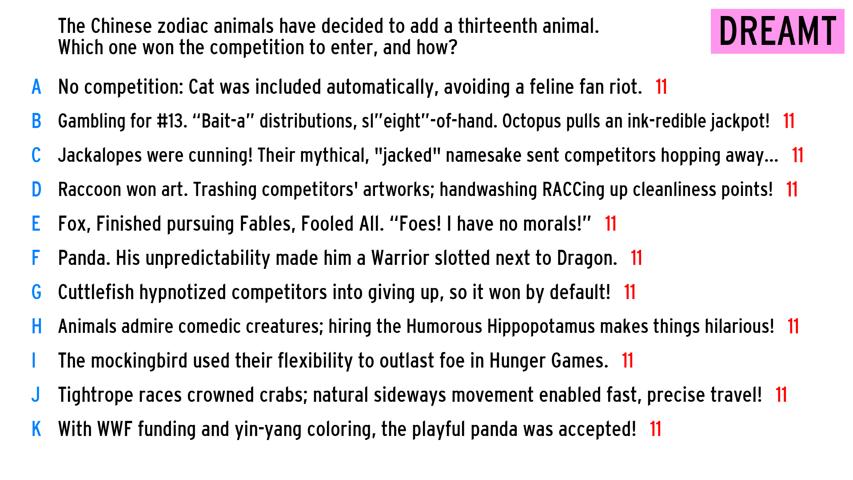 The Chinese zodiac animals have decided to add a thirteenth animal.
DREAMT
Which one won the competition to enter, and how?
A No competition: Cat was included automatically, avoiding a feline fan riot. 11
B Gambling for #13. “Bait-a” distributions, sl”eight”-of-hand. Octopus pulls an ink-redible jackpot! 11
C Jackalopes were cunning! Their mythical, "jacked" namesake sent competitors hopping away... 11
D Raccoon won art. Trashing competitors' artworks; handwashing RACCing up cleanliness points! 11
E Fox, Finished pursuing Fables, Fooled All. “Foes! I have no morals!” 11
F Panda. His unpredictability made him a Warrior slotted next to Dragon. 11
G Cuttlefish hypnotized competitors into giving up, so it won by default! 11
H Animals admire comedic creatures; hiring the Humorous Hippopotamus makes things hilarious! 11
I The mockingbird used their flexibility to outlast foe in Hunger Games. 11
J Tightrope races crowned crabs; natural sideways movement enabled fast, precise travel! 11
K With WWF funding and yin-yang coloring, the playful panda was accepted! 11